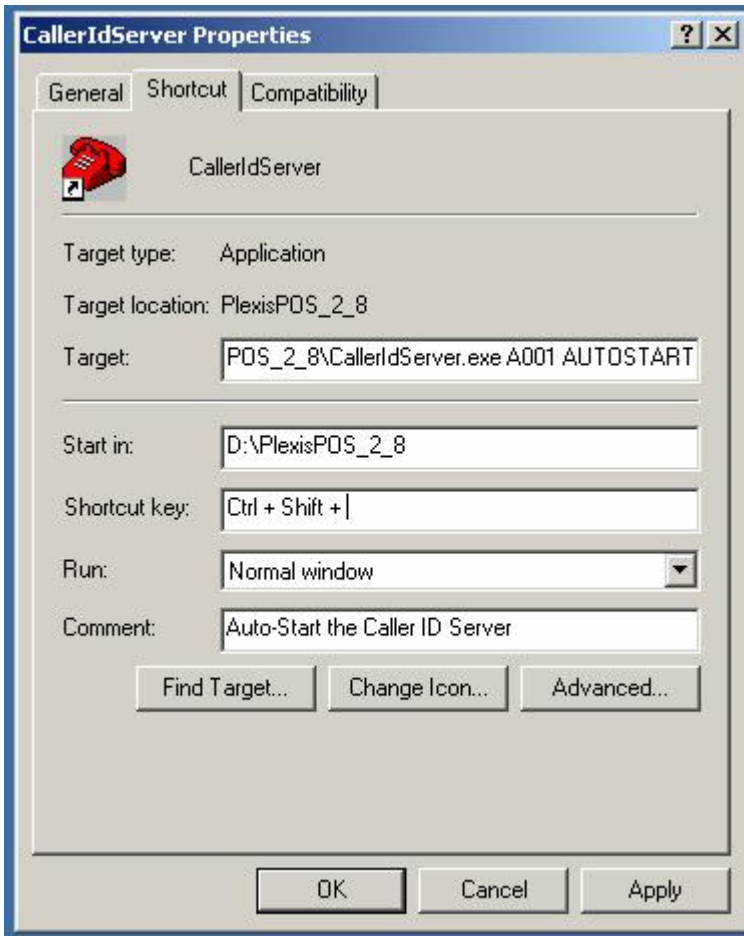 CallerIdServer Properties
General Shortcut Compatibility
CallerIdServer
Target type: Application
Target location: PlexisPOS_2_8
Target: POS_2_8\CallerIdServer.exe A001 AUTOSTART
Start in: D:\PlexisPOS_2_8
Shortcut key: Ctrl + Shift +
Run: Normal window
Comment: Auto-Start the Caller ID Server
Find Target... Change Icon... Advanced...
OK Cancel Apply